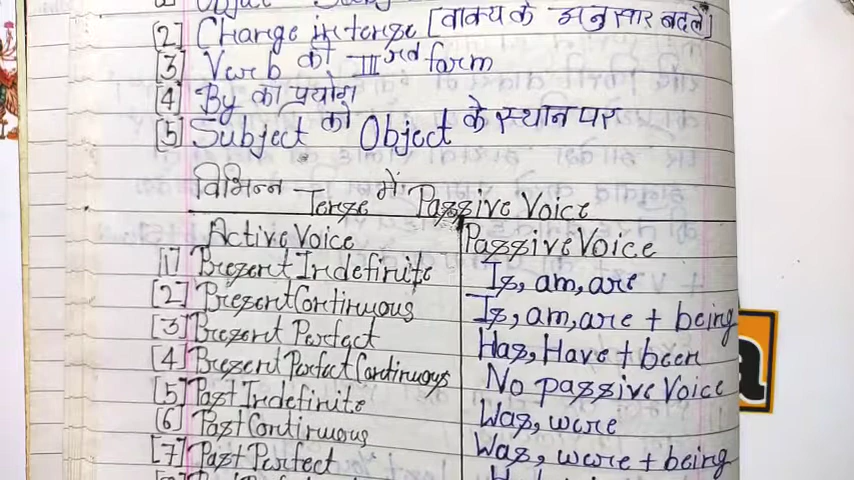 [2] Change in tense [वाक्य के अनुसार बदलें]
[3] Verb की IIIrd form
[4] By का प्रयोग
[5] Subject को Object के स्थान पर
विभिन्न Tense में Passive Voice
Active Voice Passive Voice
[1] Present Indefinite Is, am, are
[2] Present Continuous Is, am, are + being
[3] Present Perfect Has, Have + been
[4] Present Perfect Continuous No passive Voice
[5] Past Indefinite Was, were
[6] Past Continuous Was, were + being
[7] Past Perfect